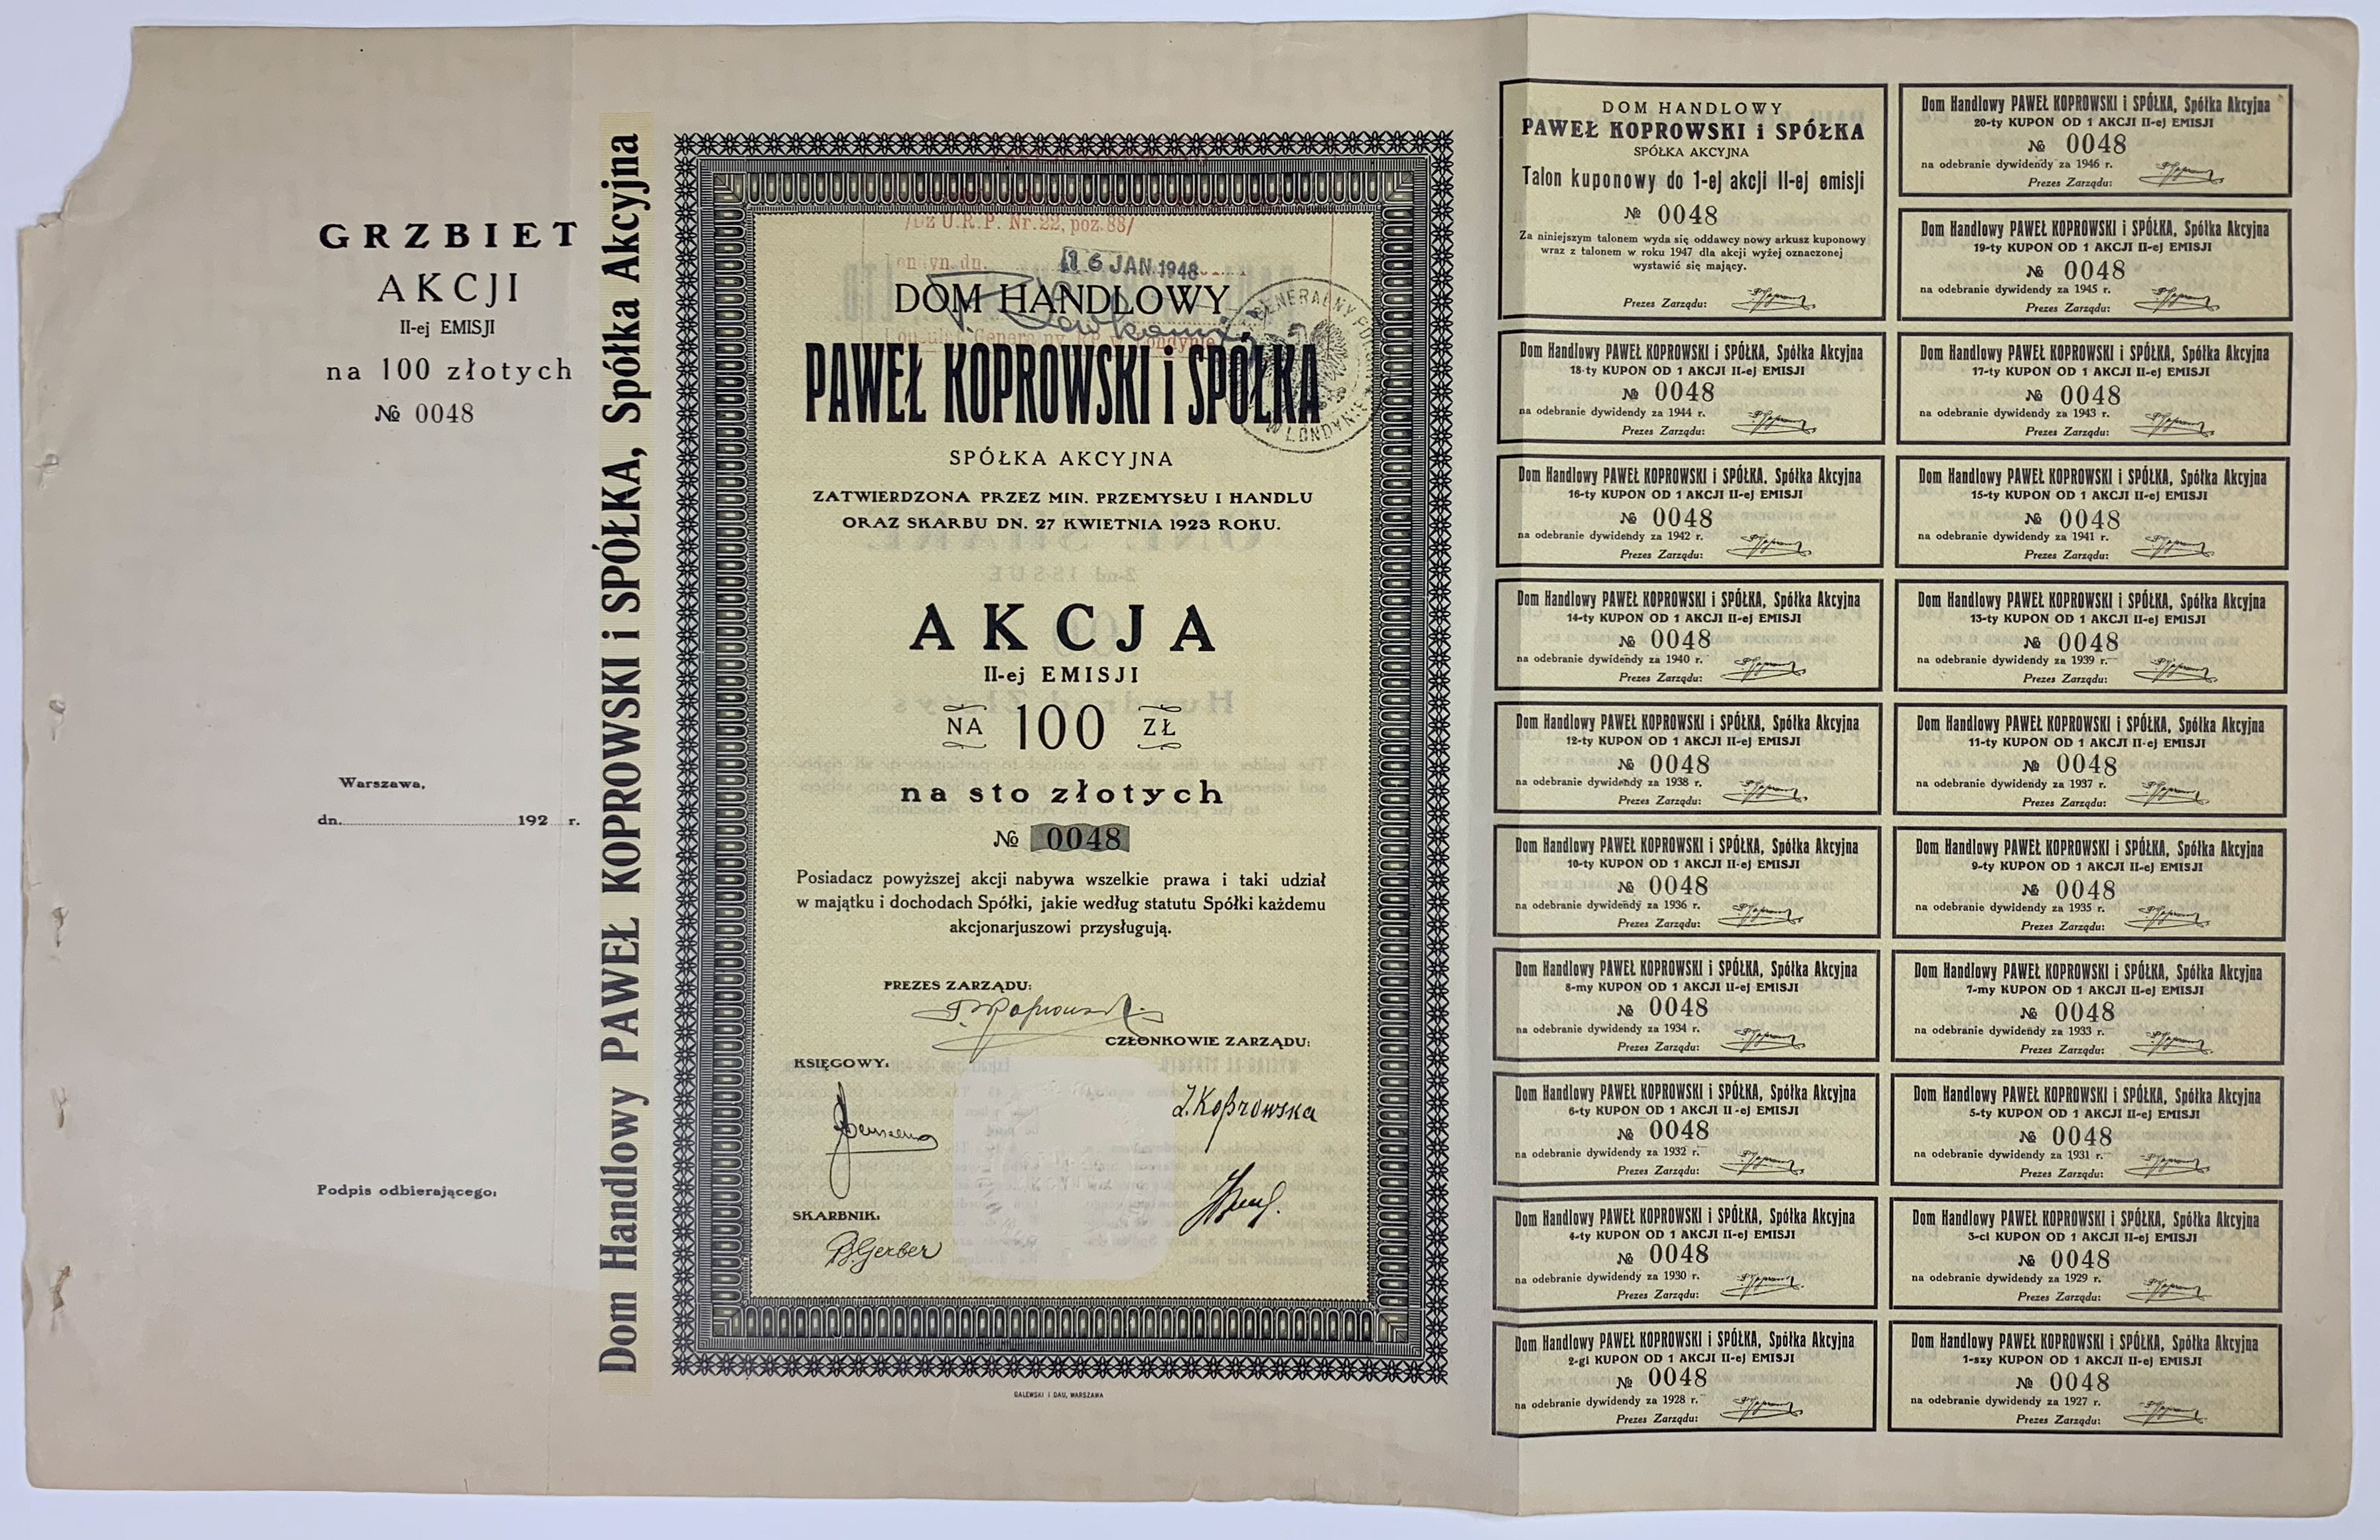 GRZBIET
AKCJI
II-ej EMISJI
na 100 złotych
№ 0048
Warszawa,
dn. 192 r.
Podpis odbierającego:
Dom Handlowy PAWEŁ KOPROWSKI i SPÓŁKA, Spółka Akcyjna
/Dz U.R.P. Nr.22, poz.88/
Londyn dn. 16 JAN 1948
DOM HANDLOWY
Konsulat Generalny RP w Londynie
GENERALNY
W LONDYNIE
PAWEŁ KOPROWSKI i SPÓŁKA
SPÓŁKA AKCYJNA
ZATWIERDZONA PRZEZ MIN. PRZEMYSŁU I HANDLU
ORAZ SKARBU DN. 27 KWIETNIA 1923 ROKU.
AKCJA
II-ej EMISJI
NA 100 ZŁ
na sto złotych
№ 0048
Posiadacz powyższej akcji nabywa wszelkie prawa i taki udział
w majątku i dochodach Spółki, jakie według statutu Spółki każdemu
akcjonarjuszowi przysługują.
PREZES ZARZĄDU:
P. Koprowski
CZŁONKOWIE ZARZĄDU:
KSIĘGOWY:
Z. Koprowska
SKARBNIK:
B. Gerber
GALEWSKI I DAU, WARSZAWA
DOM HANDLOWY
PAWEŁ KOPROWSKI i SPÓŁKA
SPÓŁKA AKCYJNA
Talon kuponowy do 1-ej akcji II-ej emisji
№ 0048
Za niniejszym talonem wyda się oddawcy nowy arkusz kuponowy
wraz z talonem w roku 1947 dla akcji wyżej oznaczonej
wystawić się mający.
Prezes Zarządu:
Dom Handlowy PAWEŁ KOPROWSKI i SPÓŁKA, Spółka Akcyjna
20-ty KUPON OD 1 AKCJI II-ej EMISJI
№ 0048
na odebranie dywidendy za 1946 r.
Prezes Zarządu:
Dom Handlowy PAWEŁ KOPROWSKI i SPÓŁKA, Spółka Akcyjna
19-ty KUPON OD 1 AKCJI II-ej EMISJI
№ 0048
na odebranie dywidendy za 1945 r.
Prezes Zarządu:
Dom Handlowy PAWEŁ KOPROWSKI i SPÓŁKA, Spółka Akcyjna
18-ty KUPON OD 1 AKCJI II-ej EMISJI
№ 0048
na odebranie dywidendy za 1944 r.
Prezes Zarządu:
Dom Handlowy PAWEŁ KOPROWSKI i SPÓŁKA, Spółka Akcyjna
17-ty KUPON OD 1 AKCJI II-ej EMISJI
№ 0048
na odebranie dywidendy za 1943 r.
Prezes Zarządu:
Dom Handlowy PAWEŁ KOPROWSKI i SPÓŁKA, Spółka Akcyjna
16-ty KUPON OD 1 AKCJI II-ej EMISJI
№ 0048
na odebranie dywidendy za 1942 r.
Prezes Zarządu:
Dom Handlowy PAWEŁ KOPROWSKI i SPÓŁKA, Spółka Akcyjna
15-ty KUPON OD 1 AKCJI II-ej EMISJI
№ 0048
na odebranie dywidendy za 1941 r.
Prezes Zarządu:
Dom Handlowy PAWEŁ KOPROWSKI i SPÓŁKA, Spółka Akcyjna
14-ty KUPON OD 1 AKCJI II-ej EMISJI
№ 0048
na odebranie dywidendy za 1940 r.
Prezes Zarządu:
Dom Handlowy PAWEŁ KOPROWSKI i SPÓŁKA, Spółka Akcyjna
13-ty KUPON OD 1 AKCJI II-ej EMISJI
№ 0048
na odebranie dywidendy za 1939 r.
Prezes Zarządu:
Dom Handlowy PAWEŁ KOPROWSKI i SPÓŁKA, Spółka Akcyjna
12-ty KUPON OD 1 AKCJI II-ej EMISJI
№ 0048
na odebranie dywidendy za 1938 r.
Prezes Zarządu:
Dom Handlowy PAWEŁ KOPROWSKI i SPÓŁKA, Spółka Akcyjna
11-ty KUPON OD 1 AKCJI II-ej EMISJI
№ 0048
na odebranie dywidendy za 1937 r.
Prezes Zarządu:
Dom Handlowy PAWEŁ KOPROWSKI i SPÓŁKA, Spółka Akcyjna
10-ty KUPON OD 1 AKCJI II-ej EMISJI
№ 0048
na odebranie dywidendy za 1936 r.
Prezes Zarządu:
Dom Handlowy PAWEŁ KOPROWSKI i SPÓŁKA, Spółka Akcyjna
9-ty KUPON OD 1 AKCJI II-ej EMISJI
№ 0048
na odebranie dywidendy za 1935 r.
Prezes Zarządu:
Dom Handlowy PAWEŁ KOPROWSKI i SPÓŁKA, Spółka Akcyjna
8-my KUPON OD 1 AKCJI II-ej EMISJI
№ 0048
na odebranie dywidendy za 1934 r.
Prezes Zarządu:
Dom Handlowy PAWEŁ KOPROWSKI i SPÓŁKA, Spółka Akcyjna
7-my KUPON OD 1 AKCJI II-ej EMISJI
№ 0048
na odebranie dywidendy za 1933 r.
Prezes Zarządu:
Dom Handlowy PAWEŁ KOPROWSKI i SPÓŁKA, Spółka Akcyjna
6-ty KUPON OD 1 AKCJI II-ej EMISJI
№ 0048
na odebranie dywidendy za 1932 r.
Prezes Zarządu:
Dom Handlowy PAWEŁ KOPROWSKI i SPÓŁKA, Spółka Akcyjna
5-ty KUPON OD 1 AKCJI II-ej EMISJI
№ 0048
na odebranie dywidendy za 1931 r.
Prezes Zarządu:
Dom Handlowy PAWEŁ KOPROWSKI i SPÓŁKA, Spółka Akcyjna
4-ty KUPON OD 1 AKCJI II-ej EMISJI
№ 0048
na odebranie dywidendy za 1930 r.
Prezes Zarządu:
Dom Handlowy PAWEŁ KOPROWSKI i SPÓŁKA, Spółka Akcyjna
3-ci KUPON OD 1 AKCJI II-ej EMISJI
№ 0048
na odebranie dywidendy za 1929 r.
Prezes Zarządu:
Dom Handlowy PAWEŁ KOPROWSKI i SPÓŁKA, Spółka Akcyjna
2-gi KUPON OD 1 AKCJI II-ej EMISJI
№ 0048
na odebranie dywidendy za 1928 r.
Prezes Zarządu:
Dom Handlowy PAWEŁ KOPROWSKI i SPÓŁKA, Spółka Akcyjna
1-szy KUPON OD 1 AKCJI II-ej EMISJI
№ 0048
na odebranie dywidendy za 1927 r.
Prezes Zarządu: